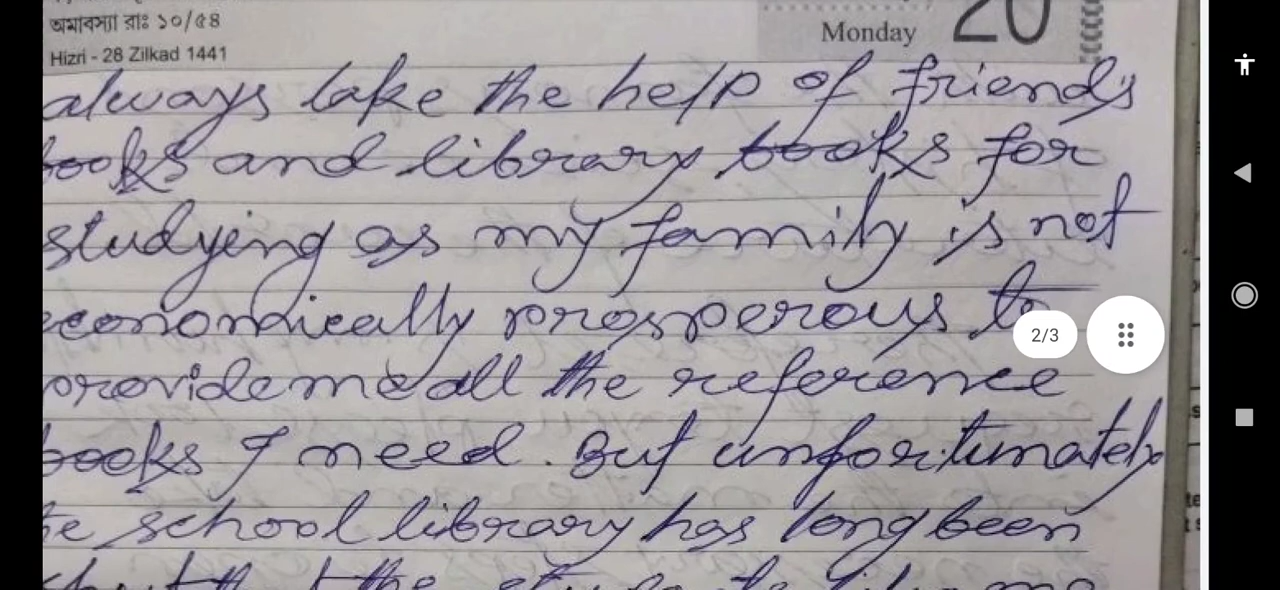 অমাবস্যা রাঃ ১০/৫৪
Monday
20
Hizri - 28 Zilkad 1441
always take the help of friends
books and library books for
studying as my family is not
economically prosperous to
2/3
provide me all the reference
books I need. But unfortunately
school library has long been
the